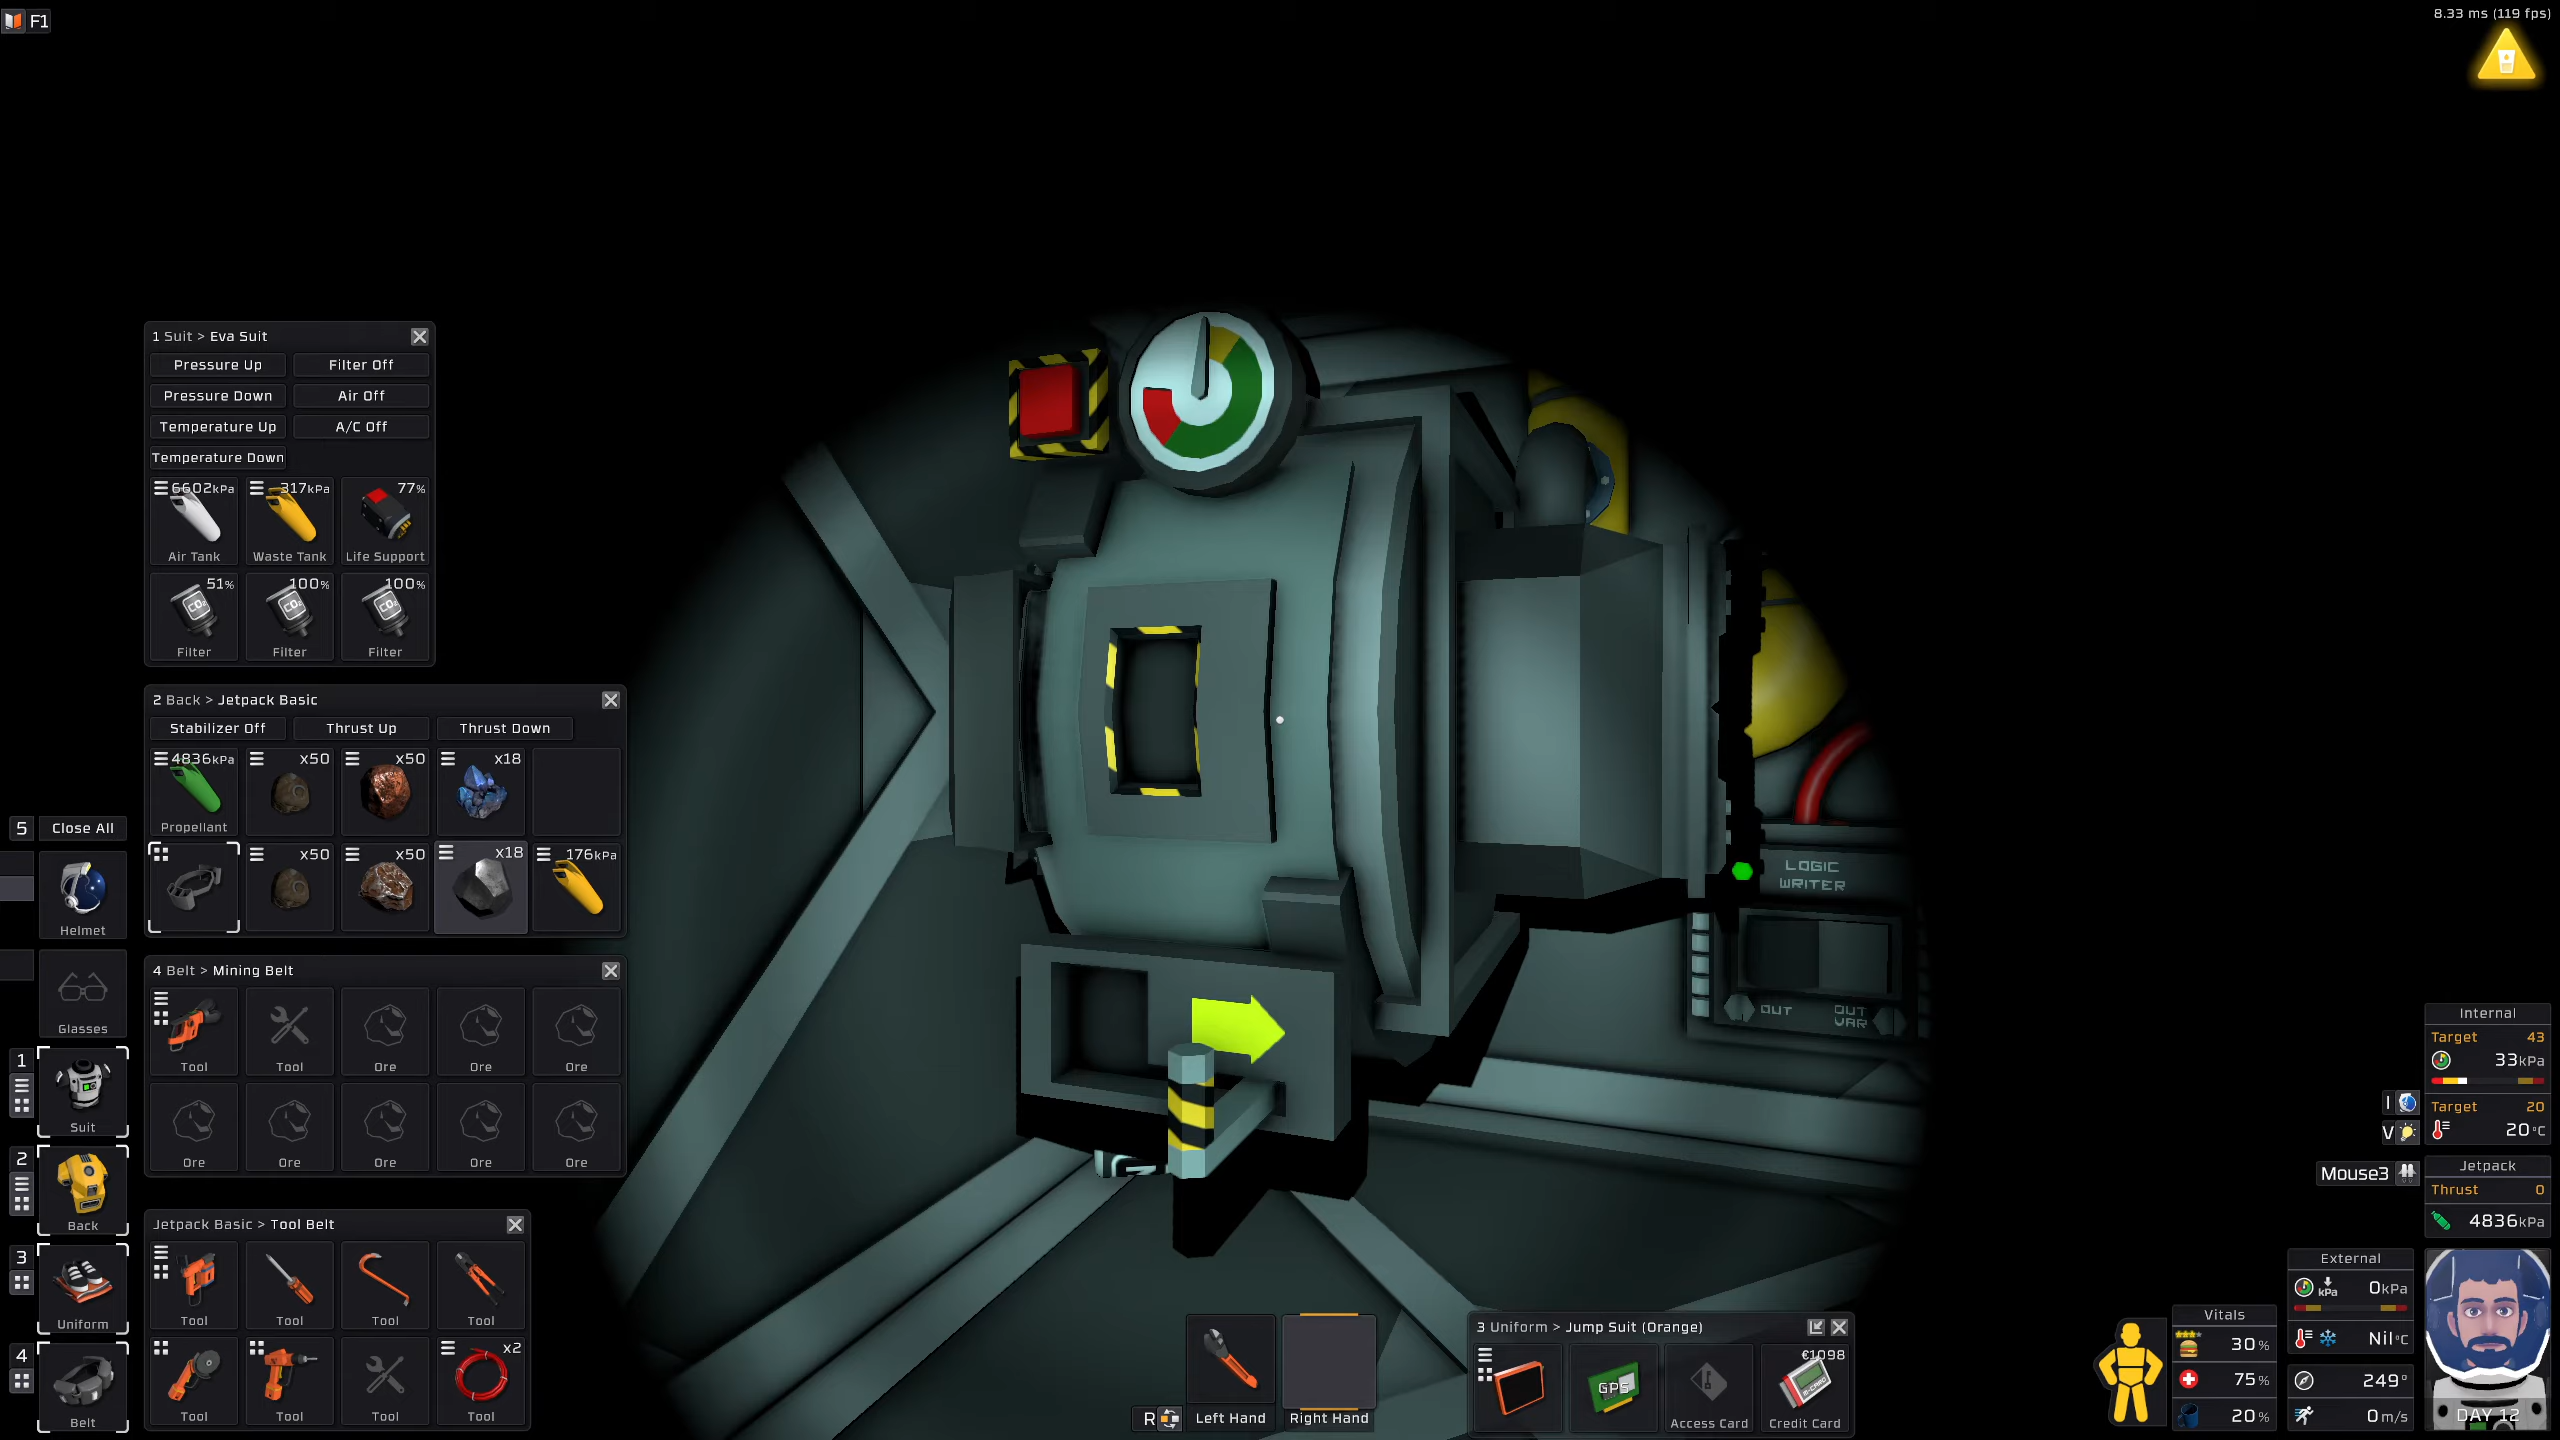 F1
8.33 ms (119 fps)
1 Suit > Eva Suit
Pressure Up
Filter Off
Pressure Down
Air Off
Temperature Up
A/C Off
Temperature Down
6602kPa
317kPa
77%
Air Tank
Waste Tank
Life Support
51%
100%
100%
CO₂
CO₂
CO₂
Filter
Filter
Filter
2 Back > Jetpack Basic
Stabilizer Off
Thrust Up
Thrust Down
4836kPa
x50
x50
x18
Propellant
x50
x50
x18
176kPa
5
Close All
Helmet
Glasses
1
Suit
2
Back
3
Uniform
4
Belt
4 Belt > Mining Belt
Tool
Tool
Ore
Ore
Ore
Ore
Ore
Ore
Ore
Ore
Jetpack Basic > Tool Belt
Tool
Tool
Tool
Tool
x2
Tool
Tool
Tool
Tool
LOGIC
WRITER
OUT
OUT
VAR
R
Left Hand
Right Hand
3 Uniform > Jump Suit (Orange)
GPS
€1098
Access Card
Credit Card
Internal
Target 43
33kPa
Target 20
20°C
I
V
Mouse3
Jetpack
Thrust 0
4836kPa
External
kPa
0kPa
Nil°C
249°
0m/s
Vitals
30%
75%
20%
DAY 12